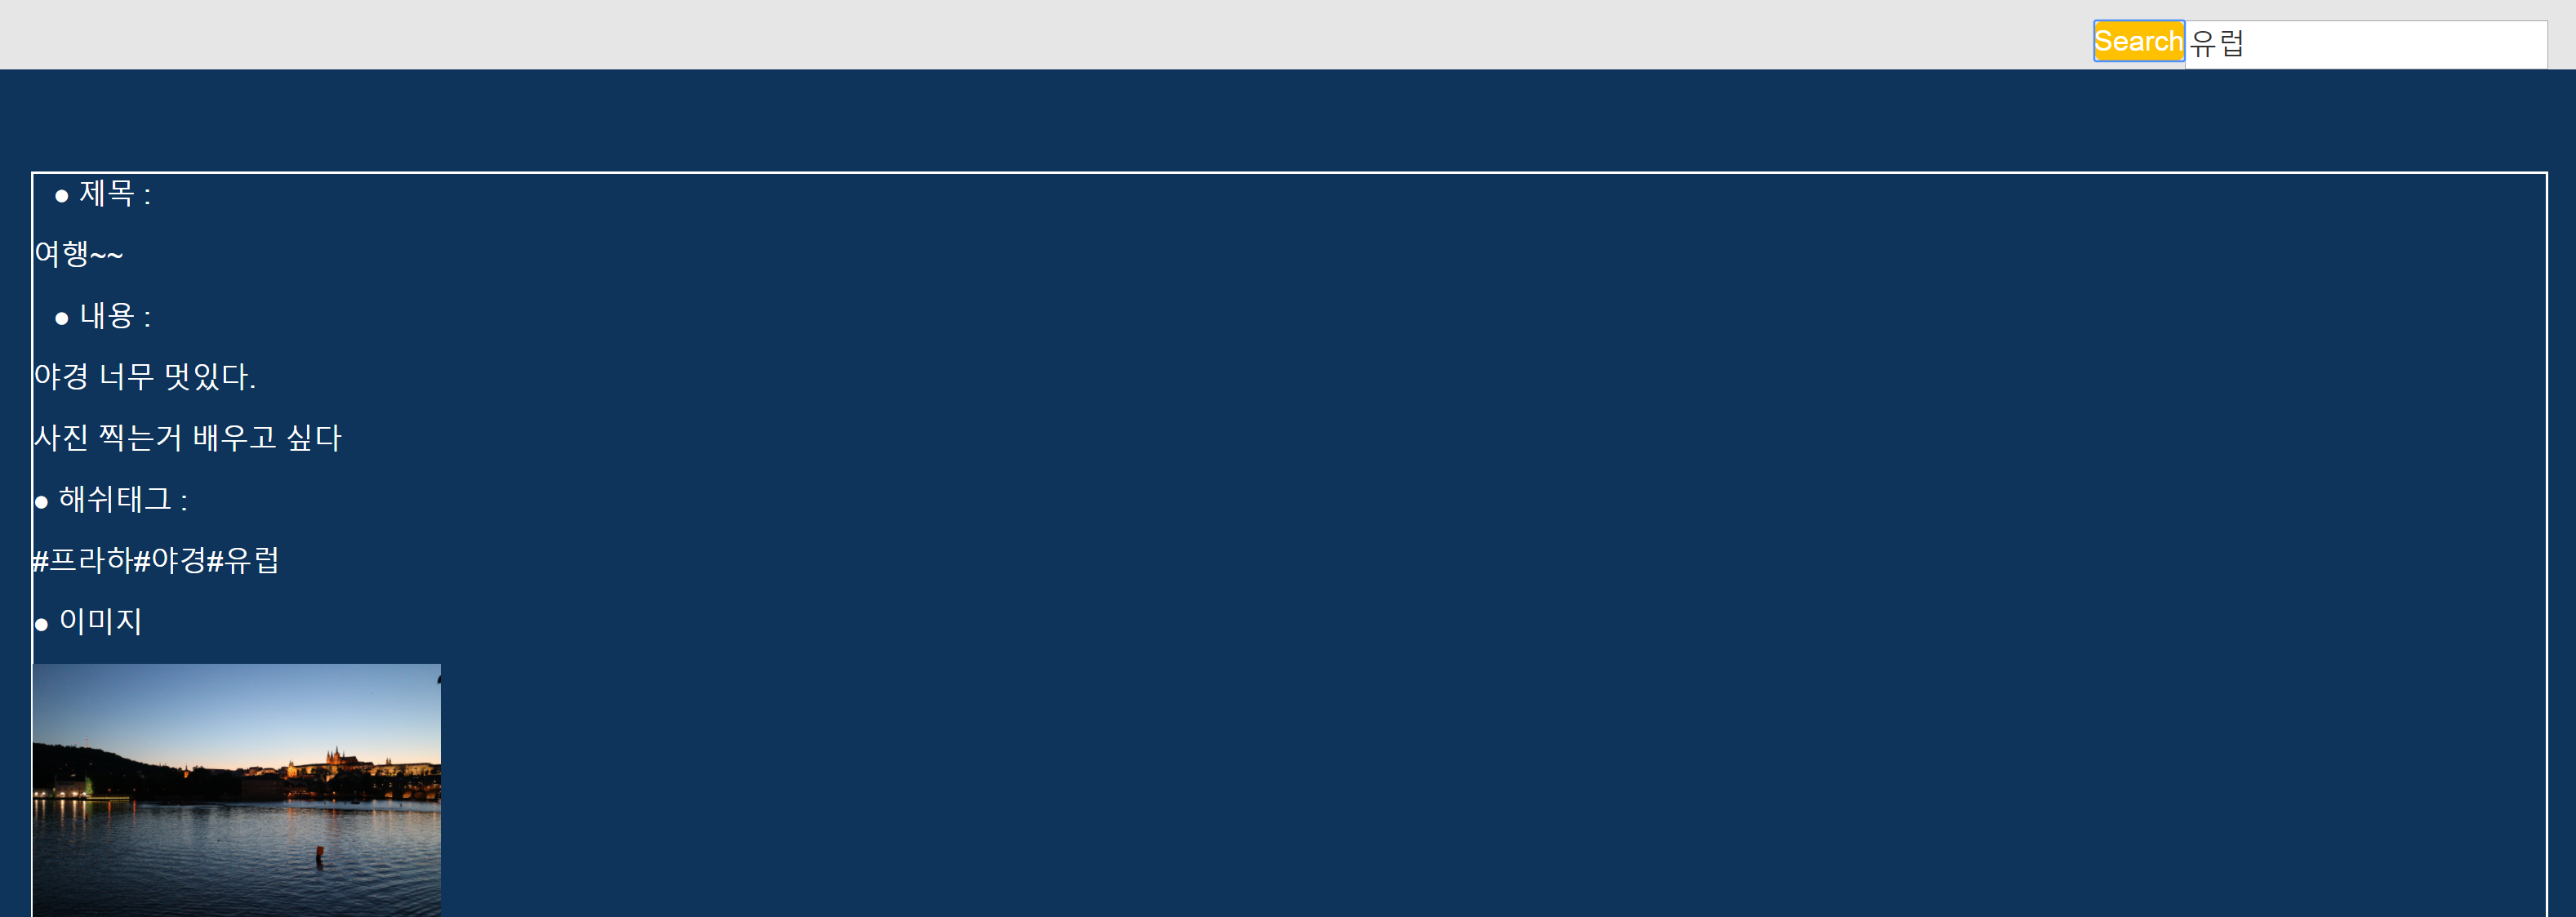 Search 유럽
● 제목 :
여행~~
● 내용 :
야경 너무 멋있다.
사진 찍는거 배우고 싶다
● 해쉬태그 :
#프라하#야경#유럽
● 이미지